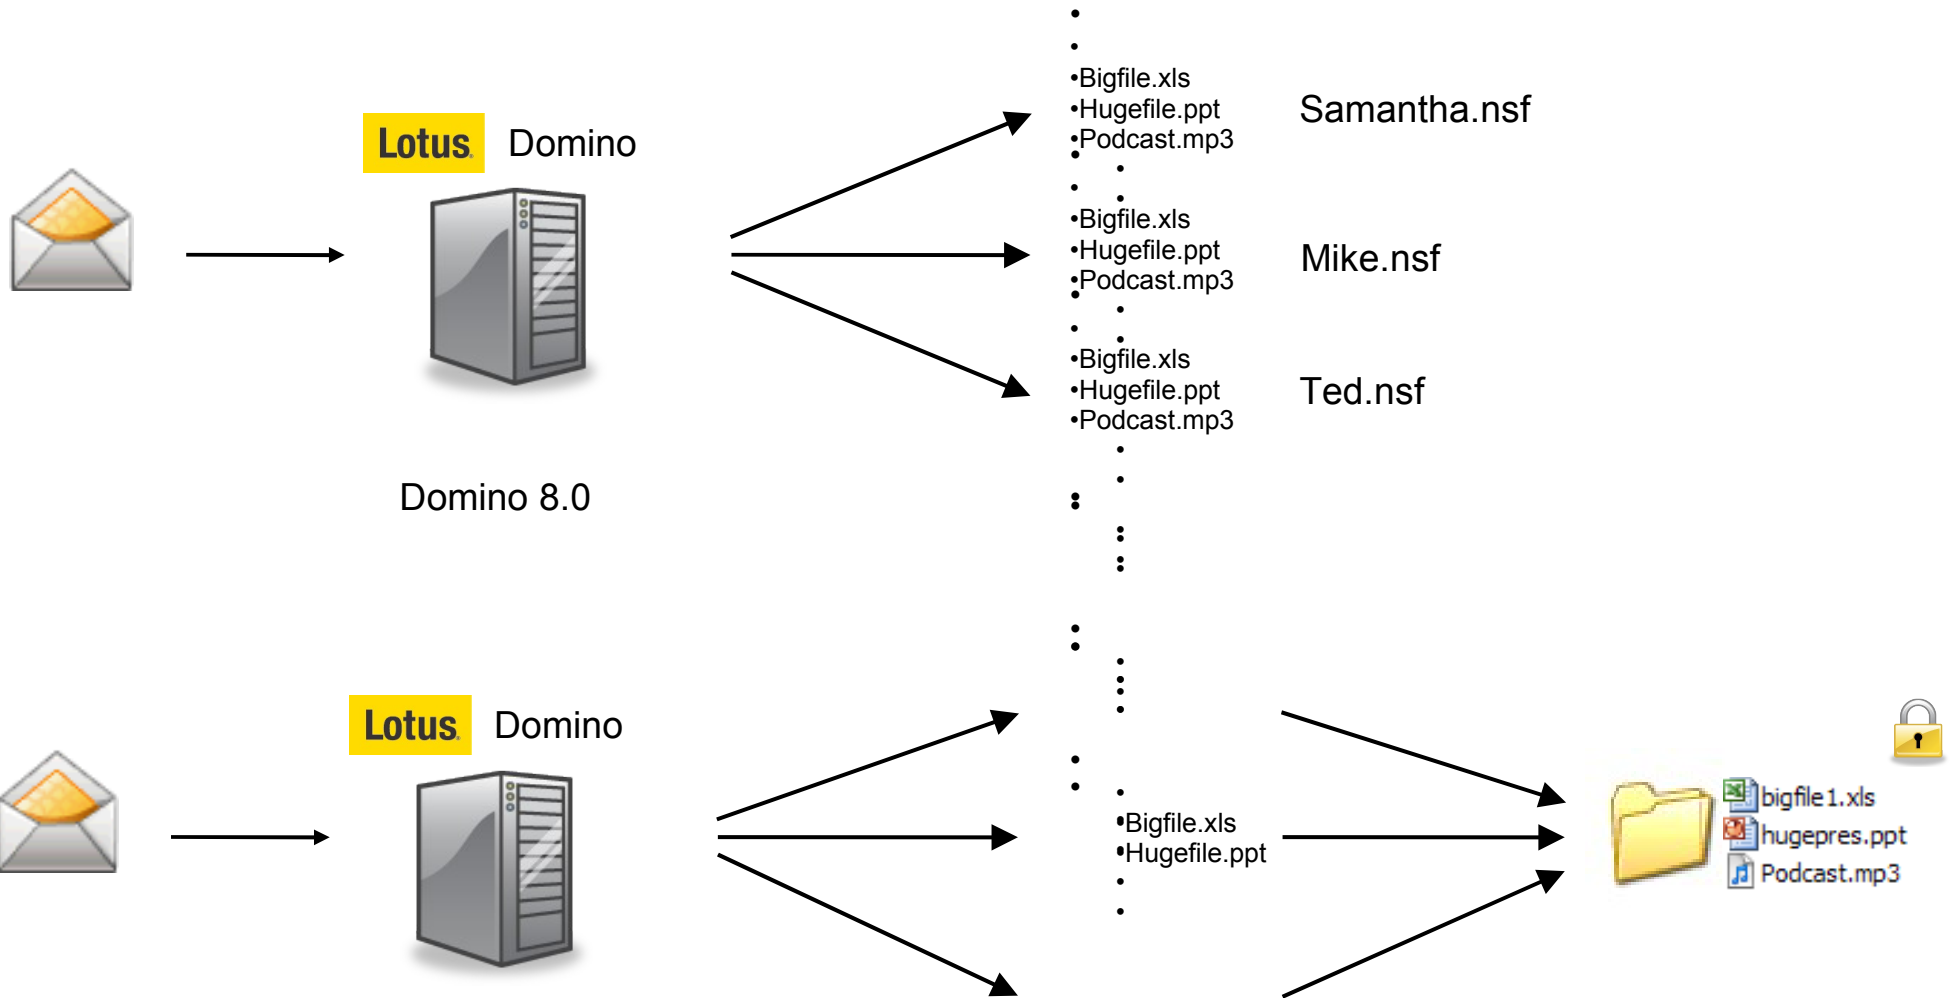 •Bigfile.xls
•Hugefile.ppt
•Podcast.mp3
Samantha.nsf
Lotus. Domino
•Bigfile.xls
•Hugefile.ppt
•Podcast.mp3
Mike.nsf
•Bigfile.xls
•Hugefile.ppt
•Podcast.mp3
Ted.nsf
Domino 8.0
Lotus. Domino
•Bigfile.xls
•Hugefile.ppt
bigfile1.xls
hugepres.ppt
Podcast.mp3